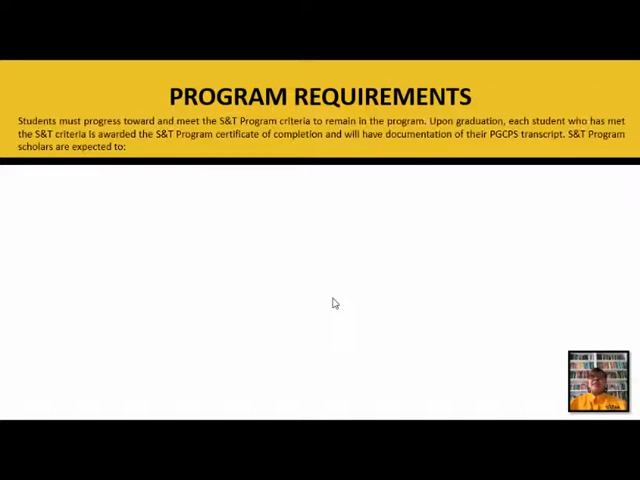 PROGRAM REQUIREMENTS
Students must progress toward and meet the S&T Program criteria to remain in the program. Upon graduation, each student who has met
the S&T criteria is awarded the S&T Program certificate of completion and will have documentation of their PGCPS transcript. S&T Program
scholars are expected to: